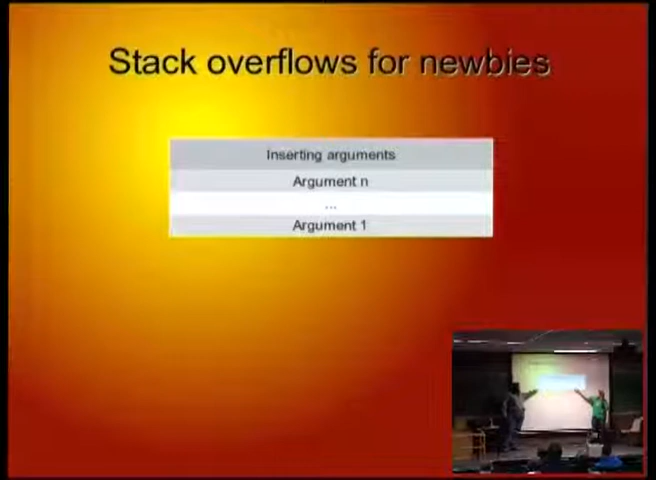 Stack overflows for newbies
Inserting arguments
Argument n
...
Argument 1